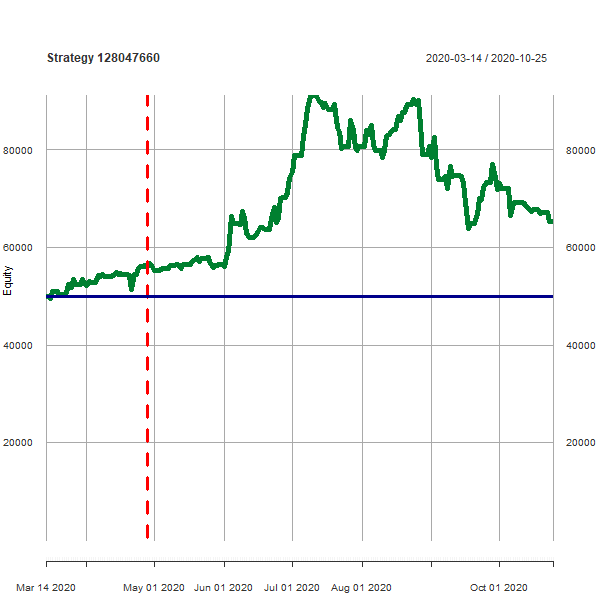 Strategy 128047660
2020-03-14 / 2020-10-25
80000
80000
60000
60000
Equity
40000
40000
20000
20000
Mar 14 2020
May 01 2020
Jun 01 2020
Jul 01 2020
Aug 01 2020
Oct 01 2020